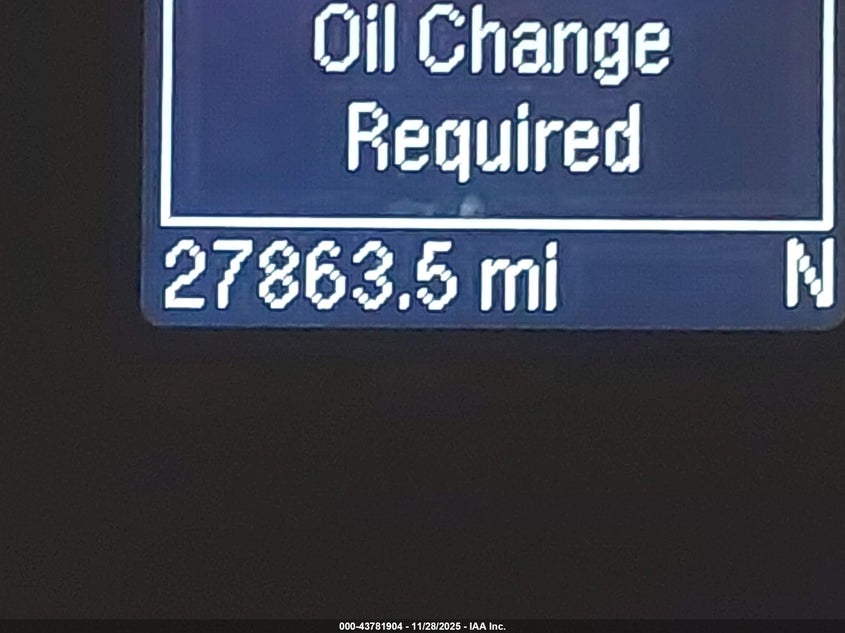 Oil Change
Required
27863.5 mi N
000-43781904 - 11/28/2025 - IAA Inc.